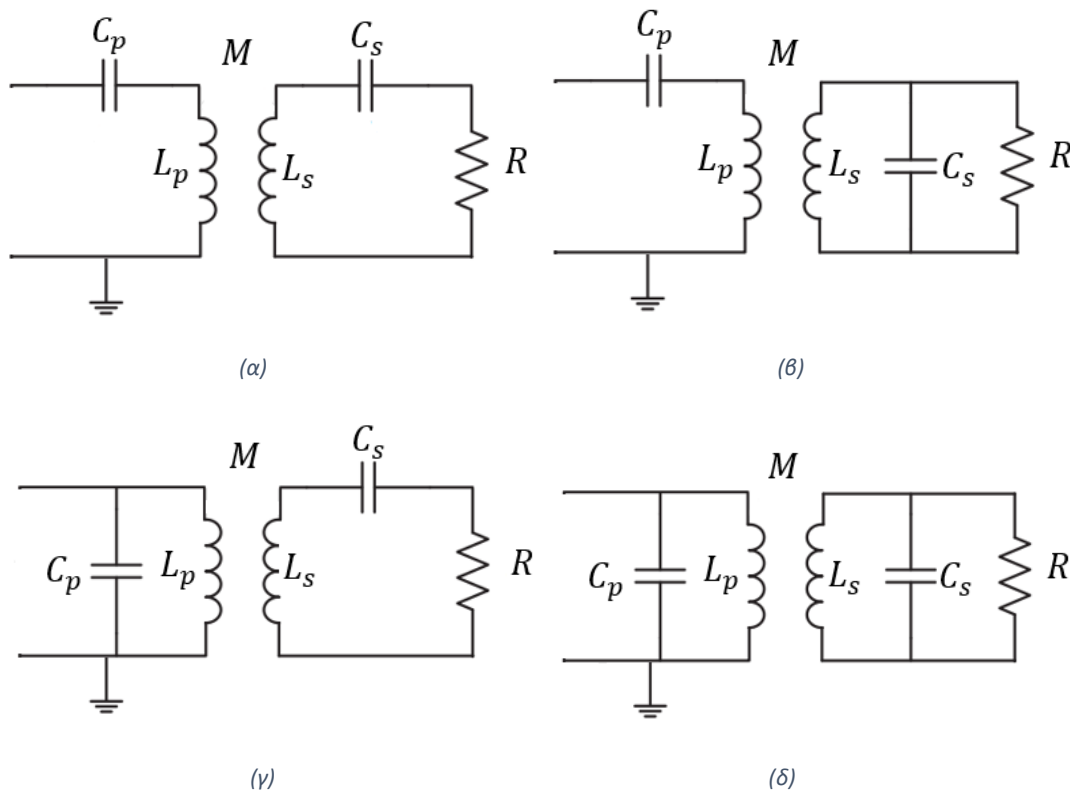 C_p M C_s
L_p L_s R
(α)
C_p M
L_p L_s C_s R
(β)
M C_s
C_p L_p L_s R
(γ)
M
C_p L_p L_s C_s R
(δ)